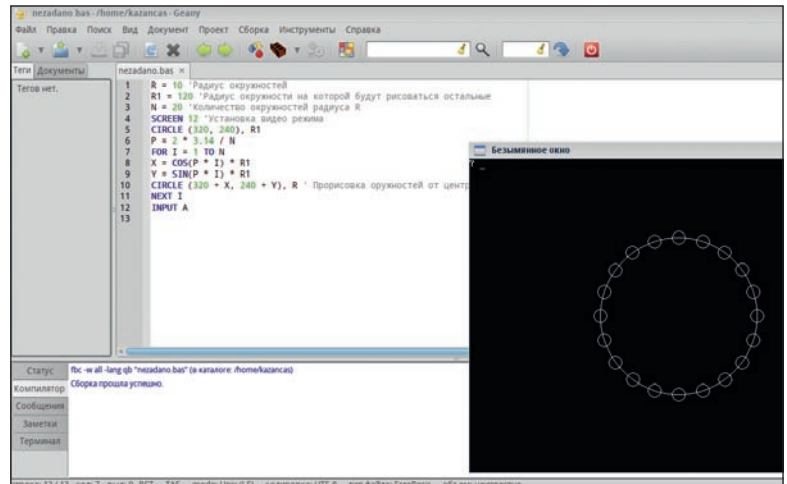 nezadano.bas - /home/kazancas - Geany
Файл Правка Поиск Вид Документ Проект Сборка Инструменты Справка
Теги Документы
nezadano.bas ×
Тегов нет.
1 R = 10 'Радиус окружностей
2 R1 = 120 'Радиус окружности на которой будут рисоваться остальные
3 N = 20 'Количество окружностей радиуса R
4 SCREEN 12 'Установка видео режима
5 CIRCLE (320, 240), R1
6 P = 2 * 3.14 / N
7 FOR I = 1 TO N
8 X = COS(P * I) * R1
9 Y = SIN(P * I) * R1
10 CIRCLE (320 + X, 240 + Y), R ' Прорисовка оружностей от центр
11 NEXT I
12 INPUT A
13
Безымянное окно
? _
Статус
Компилятор
Сообщения
Заметки
Терминал
fbc -w all -lang qb "nezadano.bas" (в каталоге: /home/kazancas)
Сборка прошла успешно.